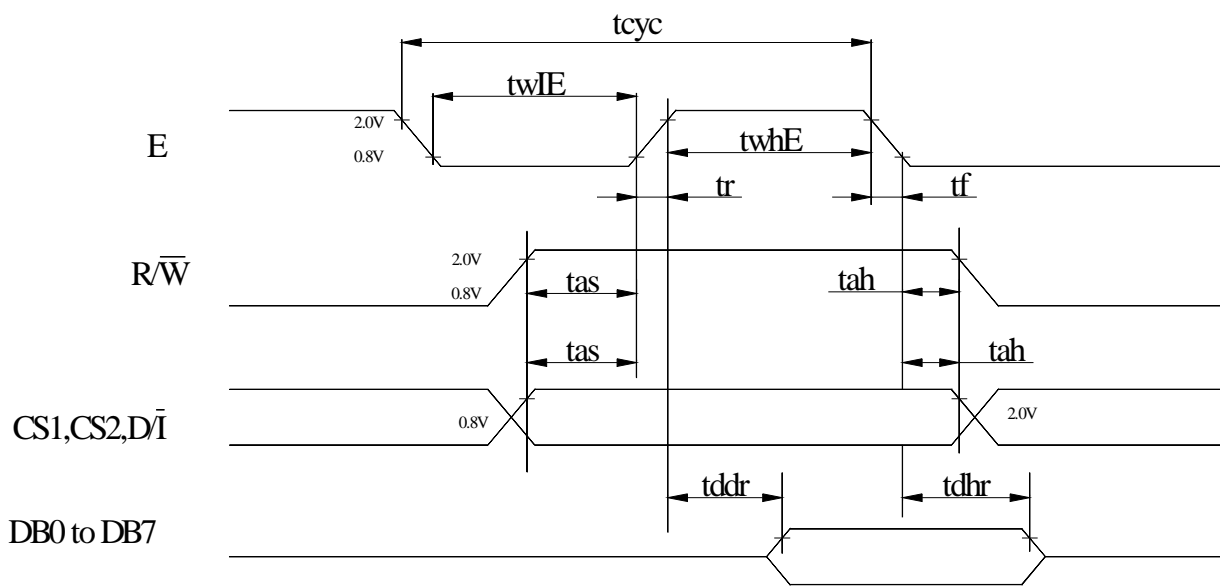 tcyc
twlE
2.0V
E
0.8V
twhE
tr
tf
R/W̅
2.0V
0.8V
tas
tah
tas
tah
CS1,CS2,D/Ī
0.8V
2.0V
tddr
tdhr
DB0 to DB7